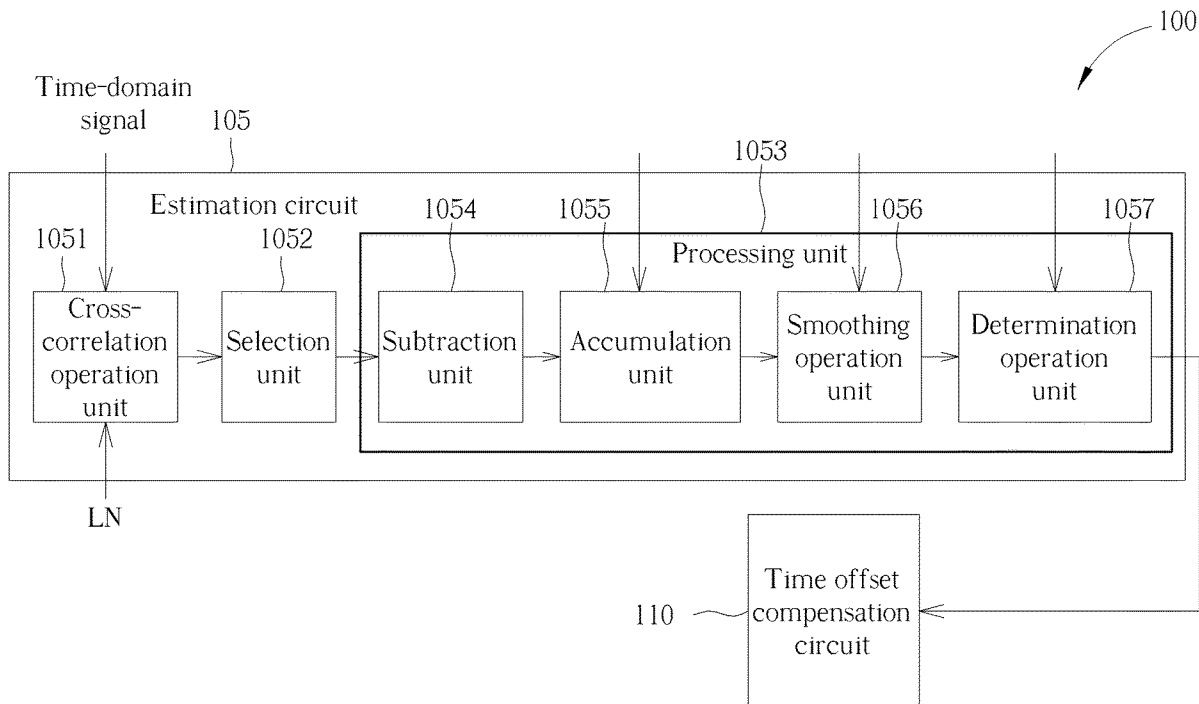 100
Time-domain
signal
105
1053
Estimation circuit
1054
1055
1056
1057
1051
1052
Processing unit
Cross-
correlation
operation
unit
Selection
unit
Subtraction unit
Accumulation
unit
Smoothing
operation
unit
Determination
operation
unit
LN
110
Time offset
compensation
circuit